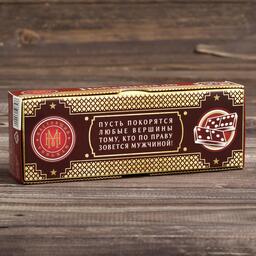 ПУСТЬ ПОКОРЯТСЯ
ЛЮБЫЕ ВЕРШИНЫ
ТОМУ, КТО ПО ПРАВУ
ЗОВЕТСЯ МУЖЧИНОЙ!